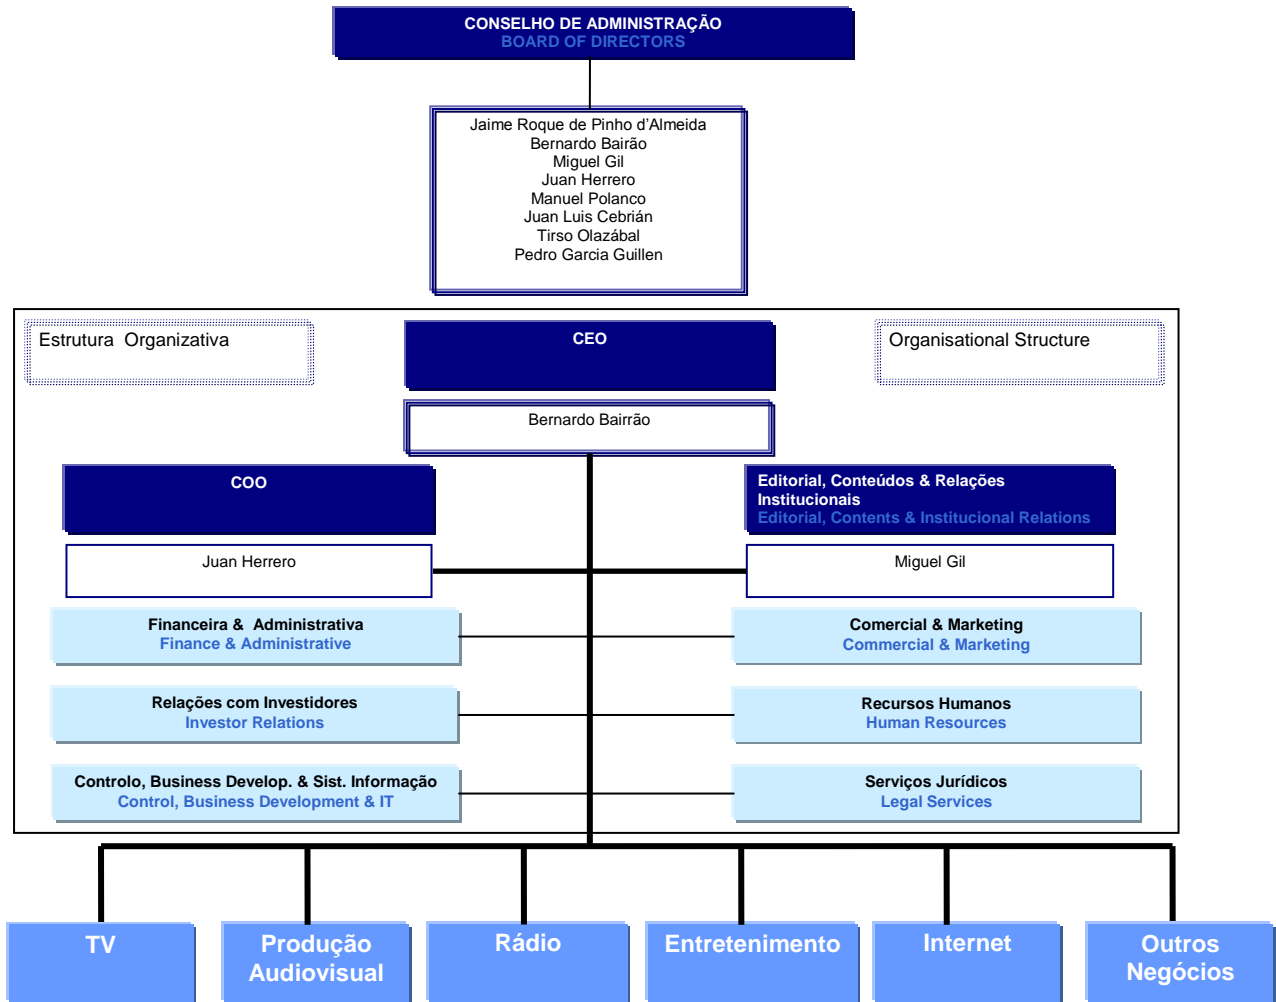 CONSELHO DE ADMINISTRAÇÃO
BOARD OF DIRECTORS
Jaime Roque de Pinho d'Almeida
Bernardo Bairão
Miguel Gil
Juan Herrero
Manuel Polanco
Juan Luis Cebrián
Tirso Olazábal
Pedro Garcia Guillen
Estrutura Organizativa
CEO
Organisational Structure
Bernardo Bairrão
COO
Editorial, Conteúdos & Relações
Institucionais
Editorial, Contents & Institutional Relations
Juan Herrero
Miguel Gil
Financeira & Administrativa
Finance & Administrative
Comercial & Marketing
Commercial & Marketing
Relações com Investidores
Investor Relations
Recursos Humanos
Human Resources
Controlo, Business Develop. & Sist. Informação
Control, Business Development & IT
Serviços Jurídicos
Legal Services
TV
Produção
Audiovisual
Rádio
Entretenimento
Internet
Outros
Negócios